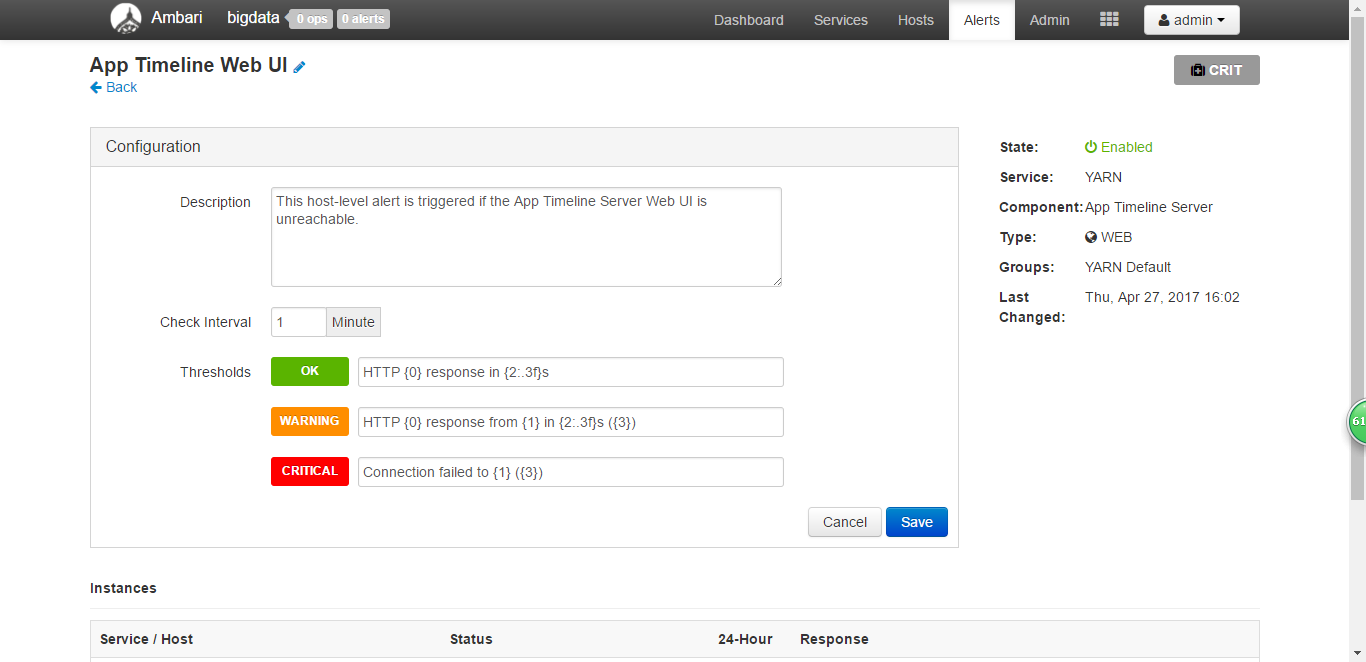 Ambari bigdata 0 ops 0 alerts Dashboard Services Hosts Alerts Admin admin
App Timeline Web UI
Back
CRIT
Configuration
Description
This host-level alert is triggered if the App Timeline Server Web UI is
unreachable.
Check Interval 1 Minute
Thresholds OK HTTP {0} response in {2:.3f}s
WARNING HTTP {0} response from {1} in {2:.3f}s ({3})
CRITICAL Connection failed to {1} ({3})
Cancel Save
State: Enabled
Service: YARN
Component: App Timeline Server
Type: WEB
Groups: YARN Default
Last Thu, Apr 27, 2017 16:02
Changed:
61
Instances
Service / Host Status 24-Hour Response